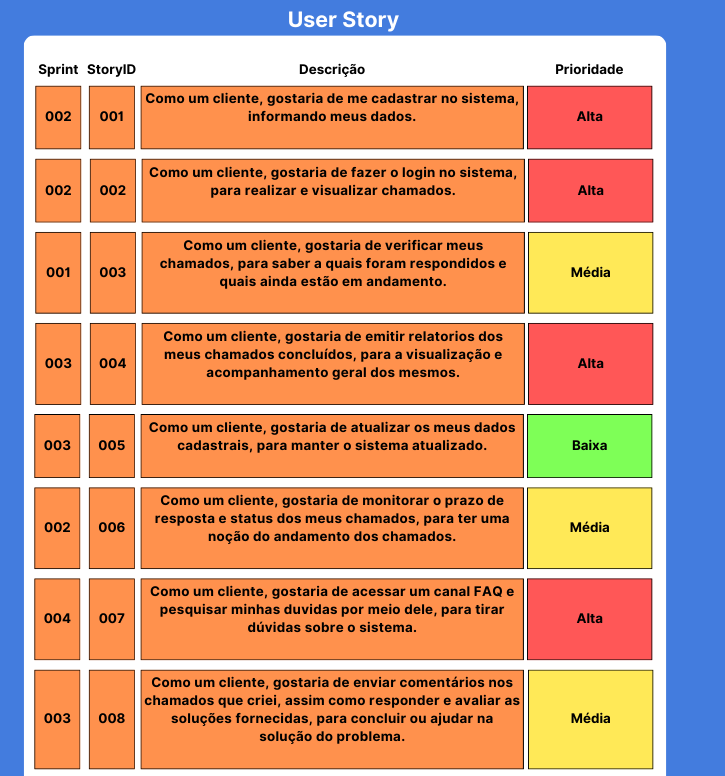 User Story
Sprint StoryID Descrição Prioridade
002 001 Como um cliente, gostaria de me cadastrar no sistema,
informando meus dados. Alta
002 002 Como um cliente, gostaria de fazer o login no sistema,
para realizar e visualizar chamados. Alta
001 003 Como um cliente, gostaria de verificar meus
chamados, para saber a quais foram respondidos e
quais ainda estão em andamento. Média
003 004 Como um cliente, gostaria de emitir relatorios dos
meus chamados concluídos, para a visualização e
acompanhamento geral dos mesmos. Alta
003 005 Como um cliente, gostaria de atualizar os meus dados
cadastrais, para manter o sistema atualizado. Baixa
002 006 Como um cliente, gostaria de monitorar o prazo de
resposta e status dos meus chamados, para ter uma
noção do andamento dos chamados. Média
004 007 Como um cliente, gostaria de acessar um canal FAQ e
pesquisar minhas duvidas por meio dele, para tirar
dúvidas sobre o sistema. Alta
003 008 Como um cliente, gostaria de enviar comentários nos
chamados que criei, assim como responder e avaliar as
soluções fornecidas, para concluir ou ajudar na
solução do problema. Média